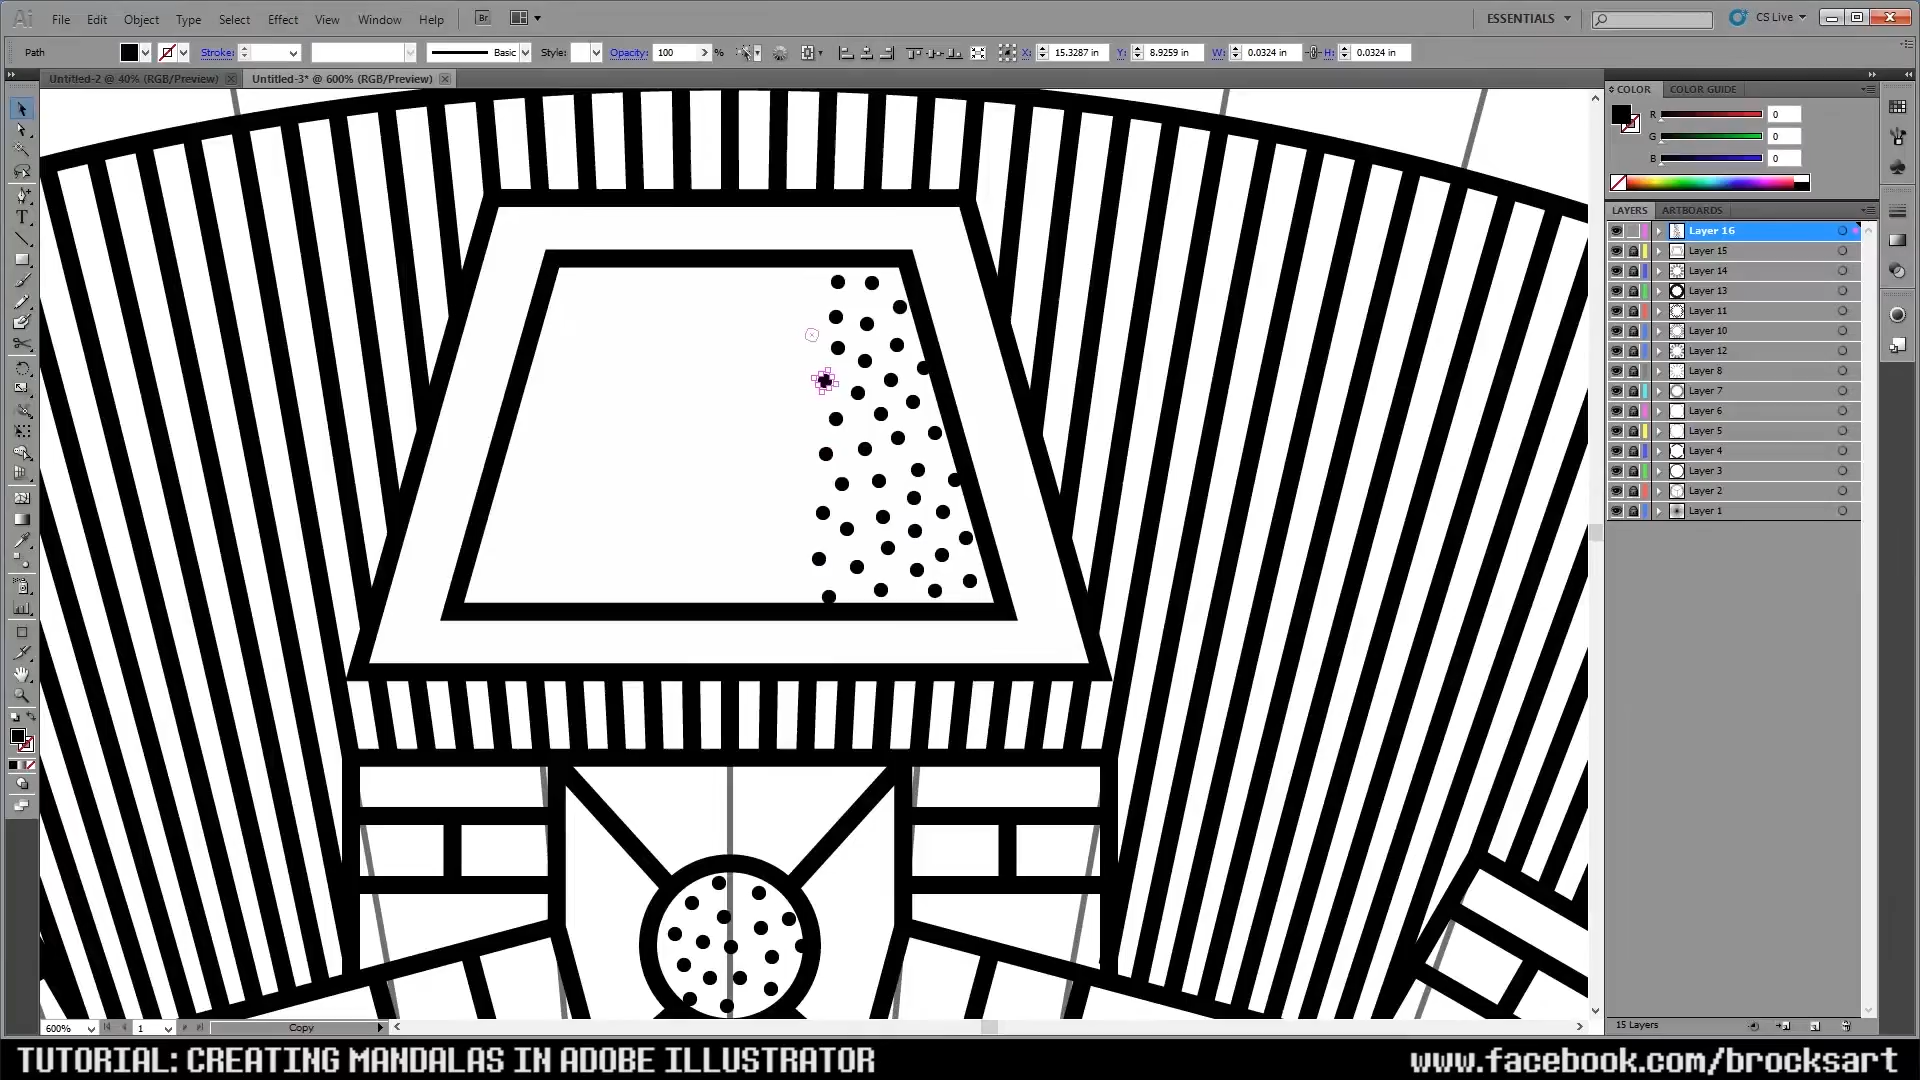 Ai File Edit Object Type Select Effect View Window Help Br ESSENTIALS CS Live
Path Stroke: Basic Style: Opacity: 100 % X: 15.3287 in Y: 8.9259 in W: 0.0324 in H: 0.0324 in
Untitled-2 @ 40% (RGB/Preview) Untitled-3* @ 600% (RGB/Preview)
COLOR COLOR GUIDE
R 0
G 0
B 0
LAYERS ARTBOARDS
Layer 16
Layer 15
Layer 14
Layer 13
Layer 11
Layer 10
Layer 12
Layer 8
Layer 7
Layer 6
Layer 5
Layer 4
Layer 3
Layer 2
Layer 1
15 Layers
600% 1 Copy
TUTORIAL: CREATING MANDALAS IN ADOBE ILLUSTRATOR
www.facebook.com/brocksart